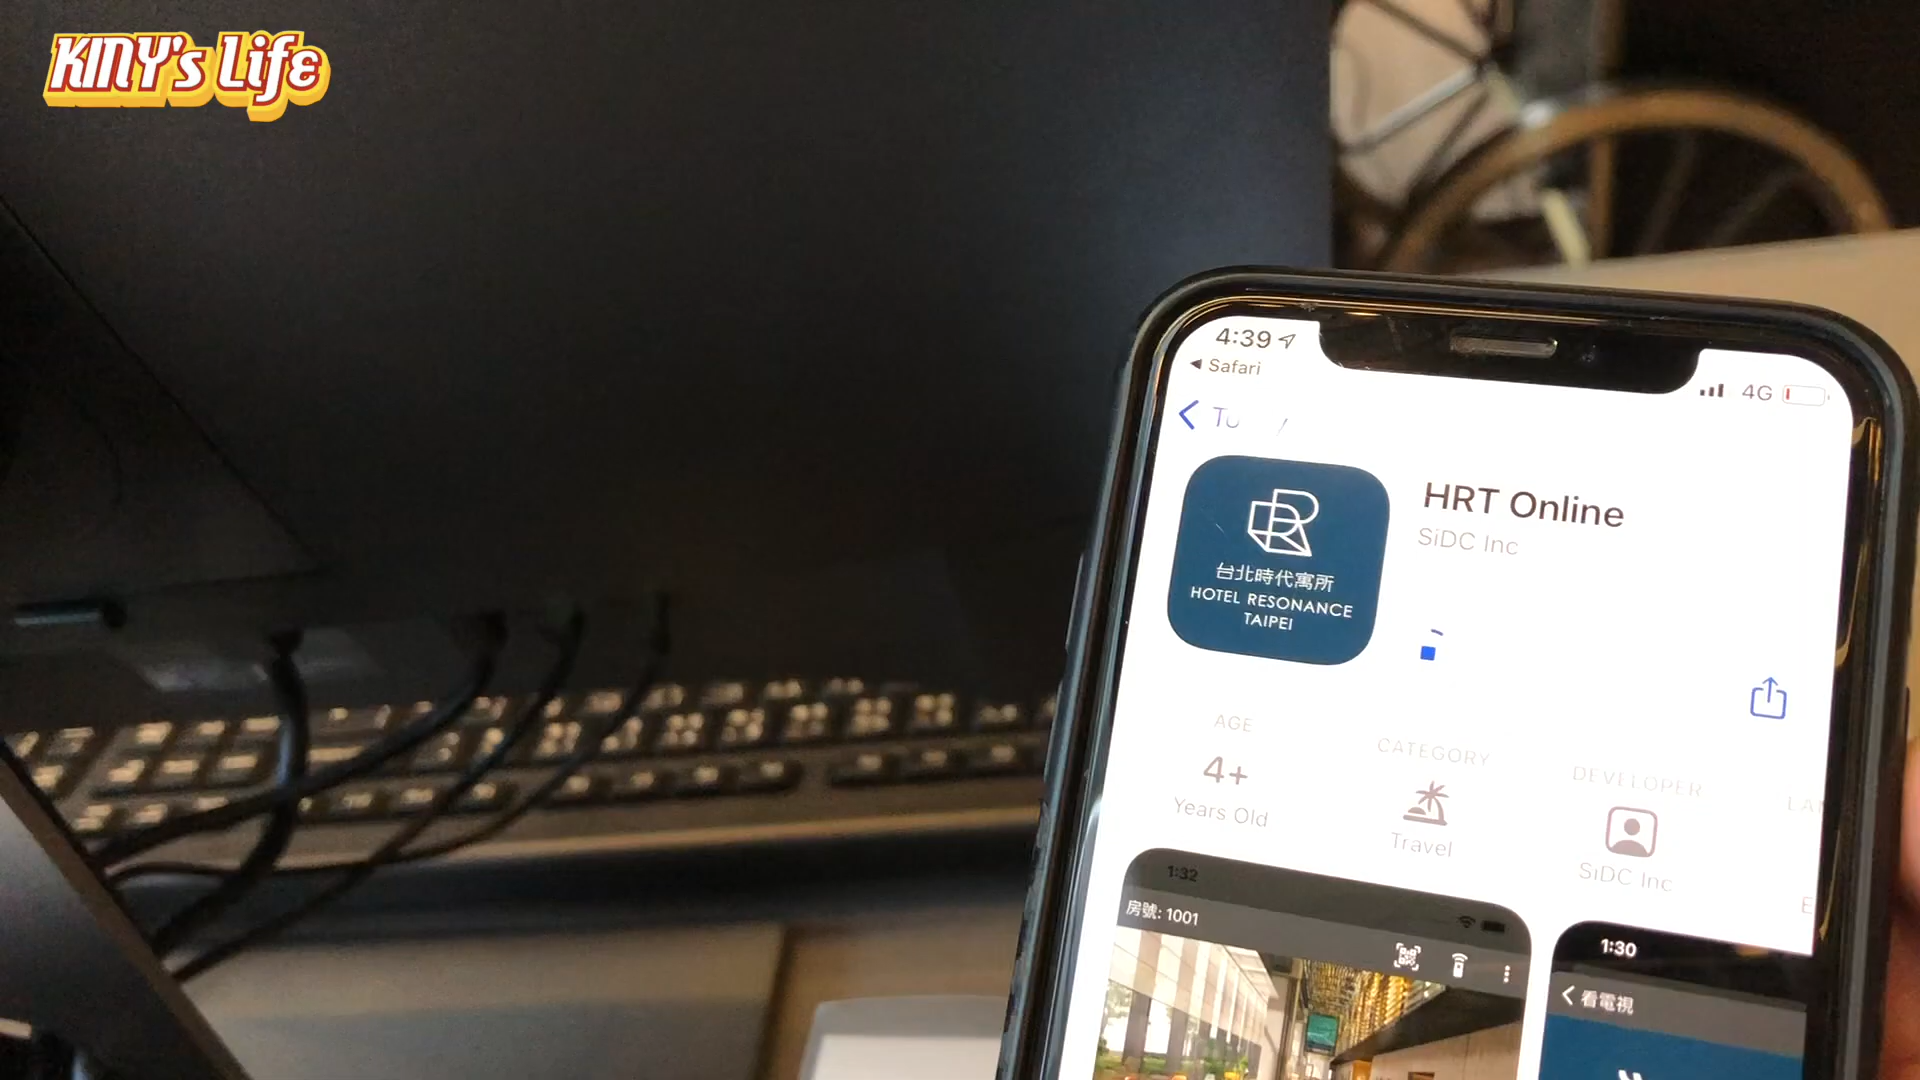 KINY's Life
4:39
Safari
4G
HRT Online
SiDC Inc
台北時代寓所
HOTEL RESONANCE
TAIPEI
AGE
4+
Years Old
CATEGORY
Travel
DEVELOPER
SiDC Inc
1:32
房號: 1001
1:30
看電視